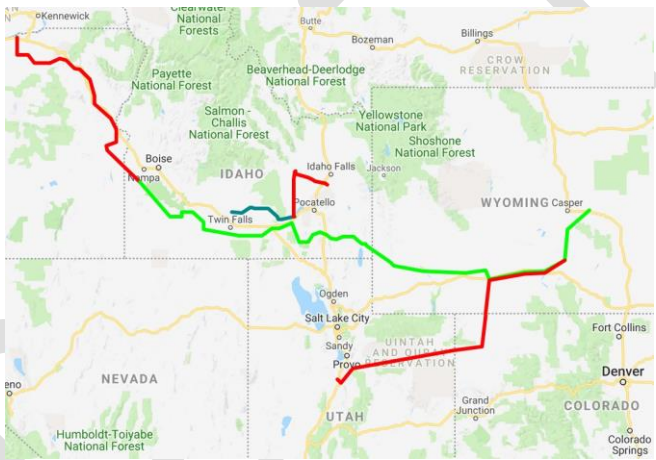 Kennewick
Clearwater
National
Forests
Butte
Bozeman
Billings
CROW
RESERVATION
Payette
National Forest
Beaverhead-Deerlodge
National Forest
Salmon -
Challis
National Forest
Yellowstone
National Park
Shoshone
National Forest
Boise
Nampa
IDAHO
Idaho Falls
Jackson
Pocatello
Twin Falls
WYOMING
Casper
Ogden
Salt Lake City
Sandy
Provo
UINTAH
AND OURAY
RESERVATION
Fort Collins
Denver
NEVADA
UTAH
Grand
Junction
COLORADO
Colorado
Springs
Humboldt-Toiyabe
National Forest